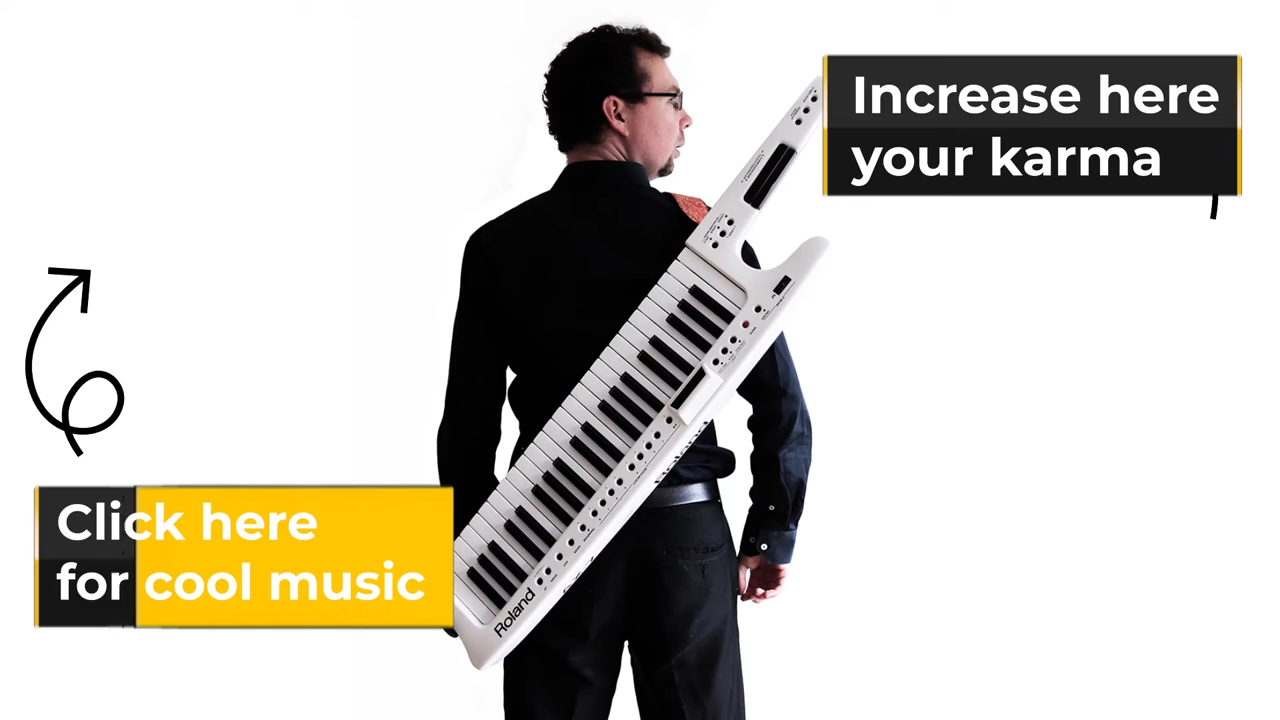 Increase here
your karma
Click here
for cool music
Roland